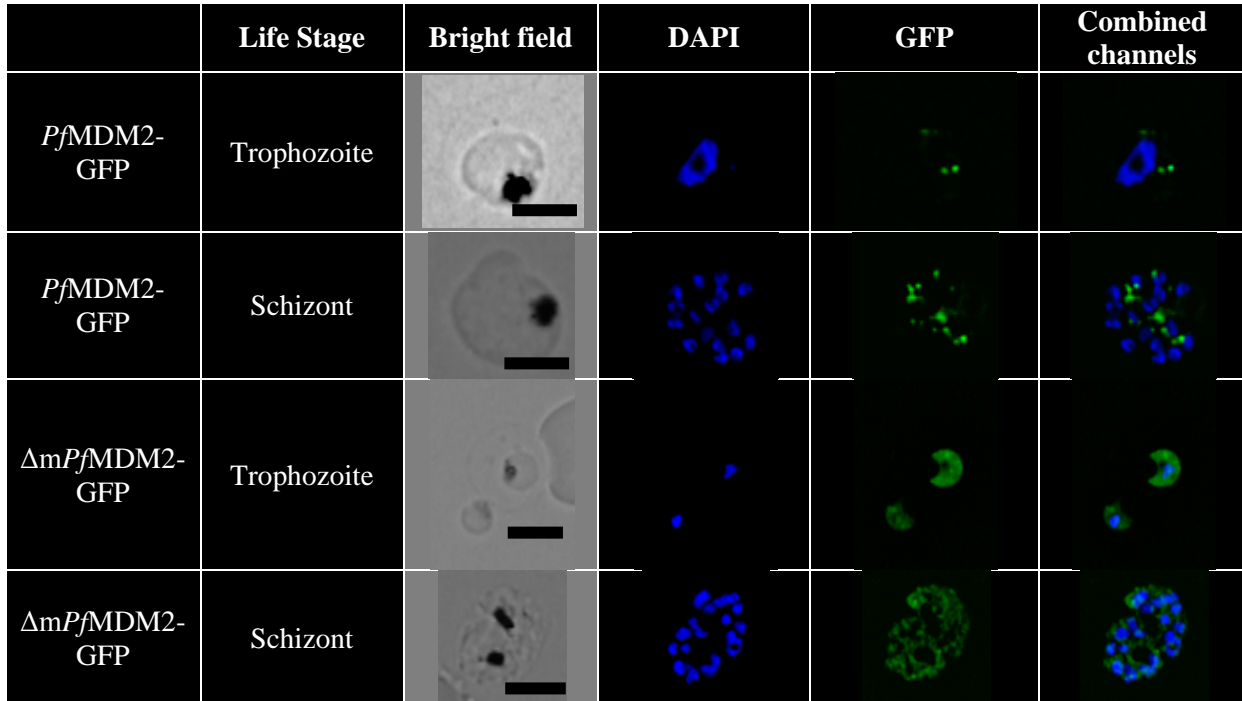 Life Stage Bright field DAPI GFP Combined
channels
PfMDM2-
GFP
Trophozoite
PfMDM2-
GFP
Schizont
ΔmPfMDM2-
GFP
Trophozoite
ΔmPfMDM2-
GFP
Schizont